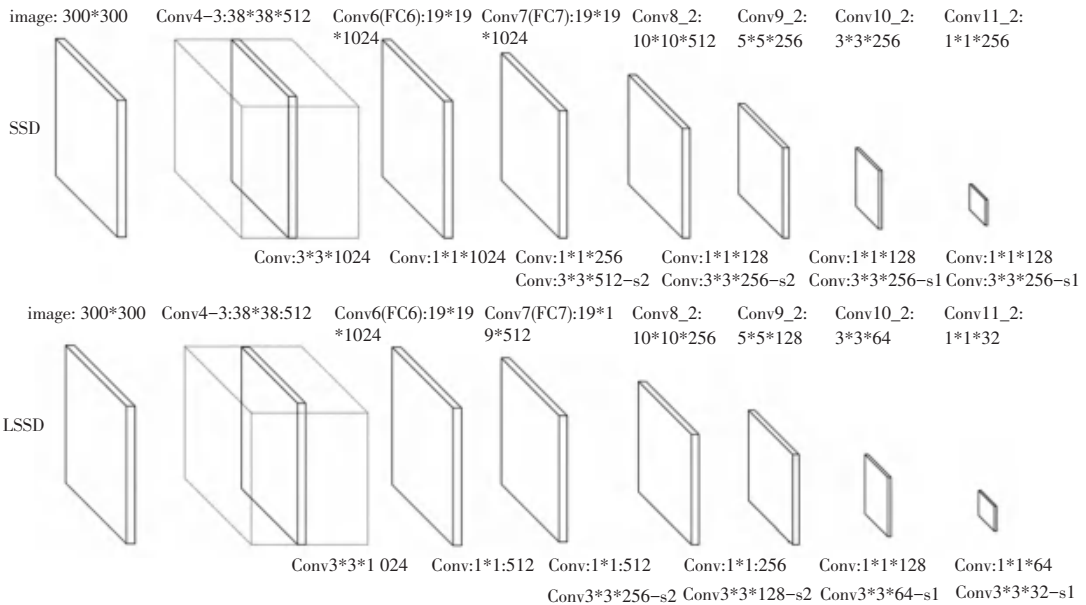 image: 300*300 Conv4-3:38*38*512 Conv6(FC6):19*19 Conv7(FC7):19*19 Conv8_2: Conv9_2: Conv10_2: Conv11_2:
*1024 *1024 10*10*512 5*5*256 3*3*256 1*1*256
SSD
Conv:3*3*1024 Conv:1*1*1024 Conv:1*1*256 Conv:1*1*128 Conv:1*1*128 Conv:1*1*128
Conv:3*3*512-s2 Conv:3*3*256-s2 Conv:3*3*256-s1 Conv:3*3*256-s1
image: 300*300 Conv4-3:38*38:512 Conv6(FC6):19*19 Conv7(FC7):19*1 Conv8_2: Conv9_2: Conv10_2: Conv11_2:
*1024 9*512 10*10*256 5*5*128 3*3*64 1*1*32
LSSD
Conv3*3*1 024 Conv:1*1:512 Conv:1*1:512 Conv:1*1:256 Conv:1*1*128 Conv:1*1*64
Conv3*3*256-s2 Conv3*3*128-s2 Conv3*3*64-s1 Conv3*3*32-s1